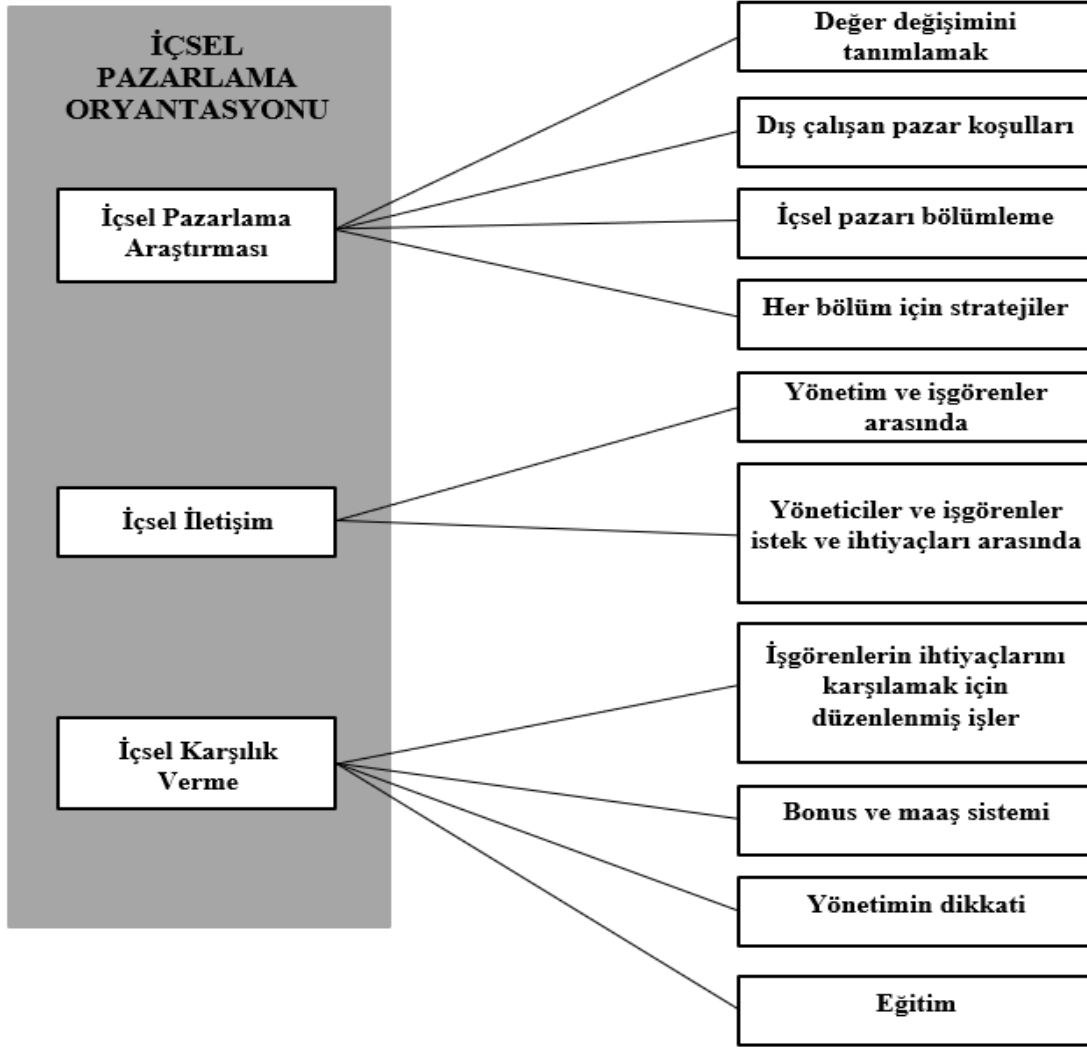 İÇSEL
PAZARLAMA
ORYANTASYONU
İçsel Pazarlama
Araştırması
Değer değişimini
tanımlamak
Dış çalışan pazar koşulları
İçsel pazarı bölümleme
Her bölüm için stratejiler
İçsel İletişim
Yönetim ve işgörenler
arasında
Yöneticiler ve işgörenler
istek ve ihtiyaçları arasında
İçsel Karşılık
Verme
İşgörenlerin ihtiyaçlarını
karşılamak için
düzenlenmiş işler
Bonus ve maaş sistemi
Yönetimin dikkati
Eğitim